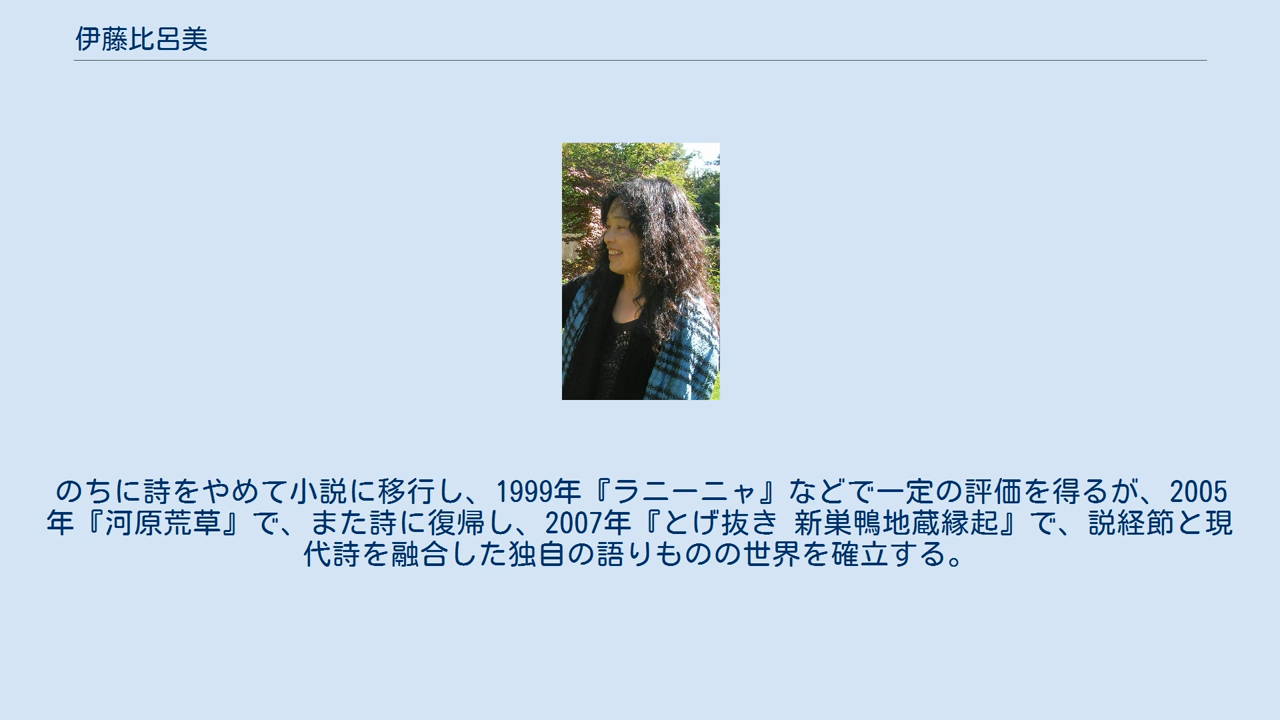 伊藤比呂美
のちに詩をやめて小説に移行し、1999年『ラニーニャ』などで一定の評価を得るが、2005
年『河原荒草』で、また詩に復帰し、2007年『とげ抜き 新巣鴨地蔵縁起』で、説経節と現
代詩を融合した独自の語りものの世界を確立する。